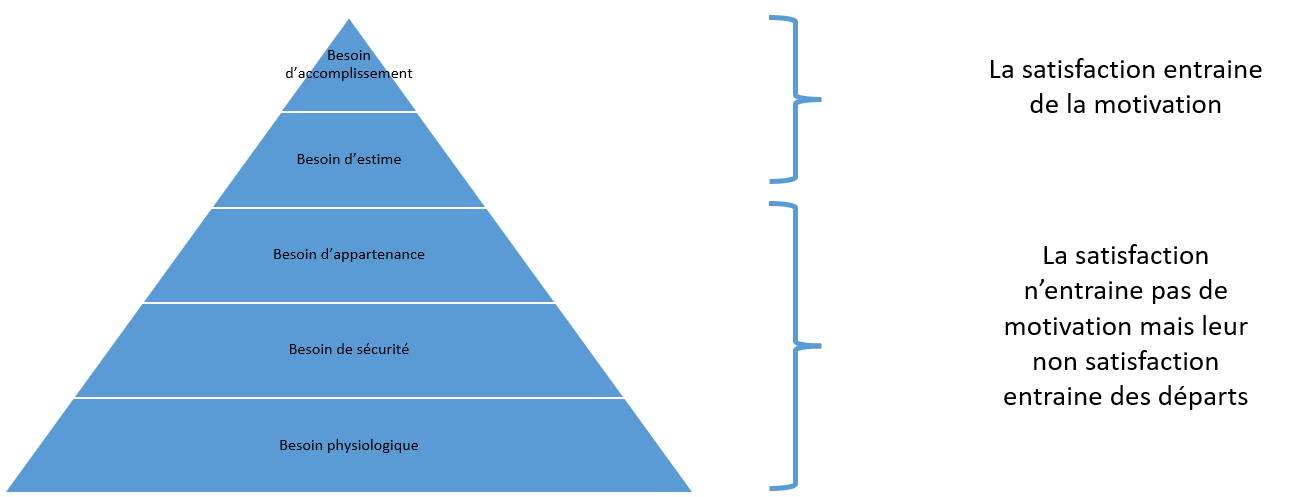 Besoin
d’accomplissement
Besoin d’estime
Besoin d’appartenance
Besoin de sécurité
Besoin physiologique
La satisfaction entraine
de la motivation
La satisfaction
n’entraine pas de
motivation mais leur
non satisfaction
entraine des départs